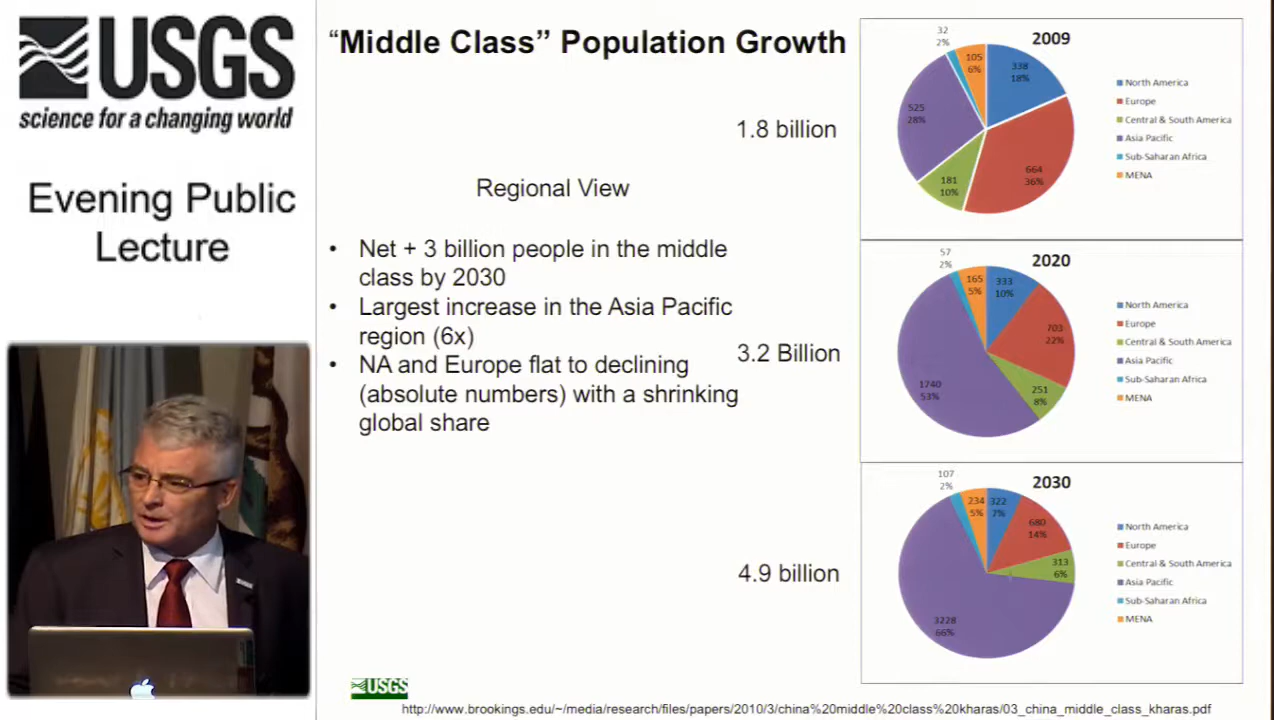 USGS
science for a changing world
Evening Public
Lecture
“Middle Class” Population Growth
1.8 billion
Regional View
• Net + 3 billion people in the middle
class by 2030
• Largest increase in the Asia Pacific
region (6x)
• NA and Europe flat to declining
(absolute numbers) with a shrinking
global share
3.2 Billion
4.9 billion
2009
32
2%
105
6%
338
18%
525
28%
181
10%
664
36%
North America
Europe
Central & South America
Asia Pacific
Sub-Saharan Africa
MENA
2020
57
2%
165
5%
333
10%
703
22%
251
8%
1740
53%
North America
Europe
Central & South America
Asia Pacific
Sub-Saharan Africa
MENA
2030
107
2%
234
5%
322
7%
680
14%
313
6%
3228
66%
North America
Europe
Central & South America
Asia Pacific
Sub-Saharan Africa
MENA
USGS
http://www.brookings.edu/~/media/research/files/papers/2010/3/china%20middle%20class%20kharas/03_china_middle_class_kharas.pdf